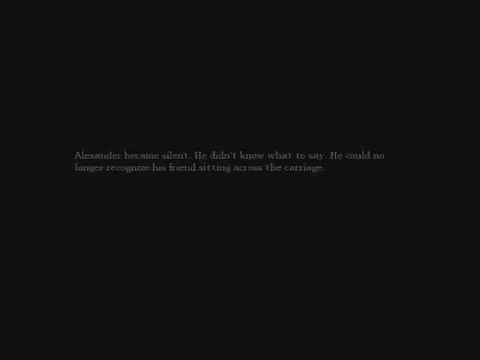 Alexander became silent. He didn't know what to say. He could no
longer recognize his friend sitting across the carriage.